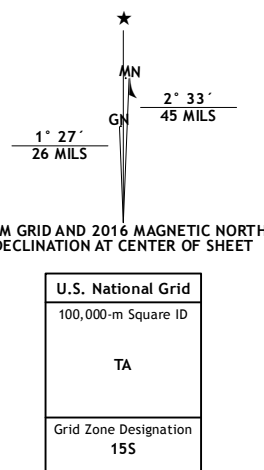 MN
GN
2° 33´
45 MILS
1° 27´
26 MILS
M GRID AND 2016 MAGNETIC NORTH
DECLINATION AT CENTER OF SHEET
U.S. National Grid
100,000-m Square ID
TA
Grid Zone Designation
15S